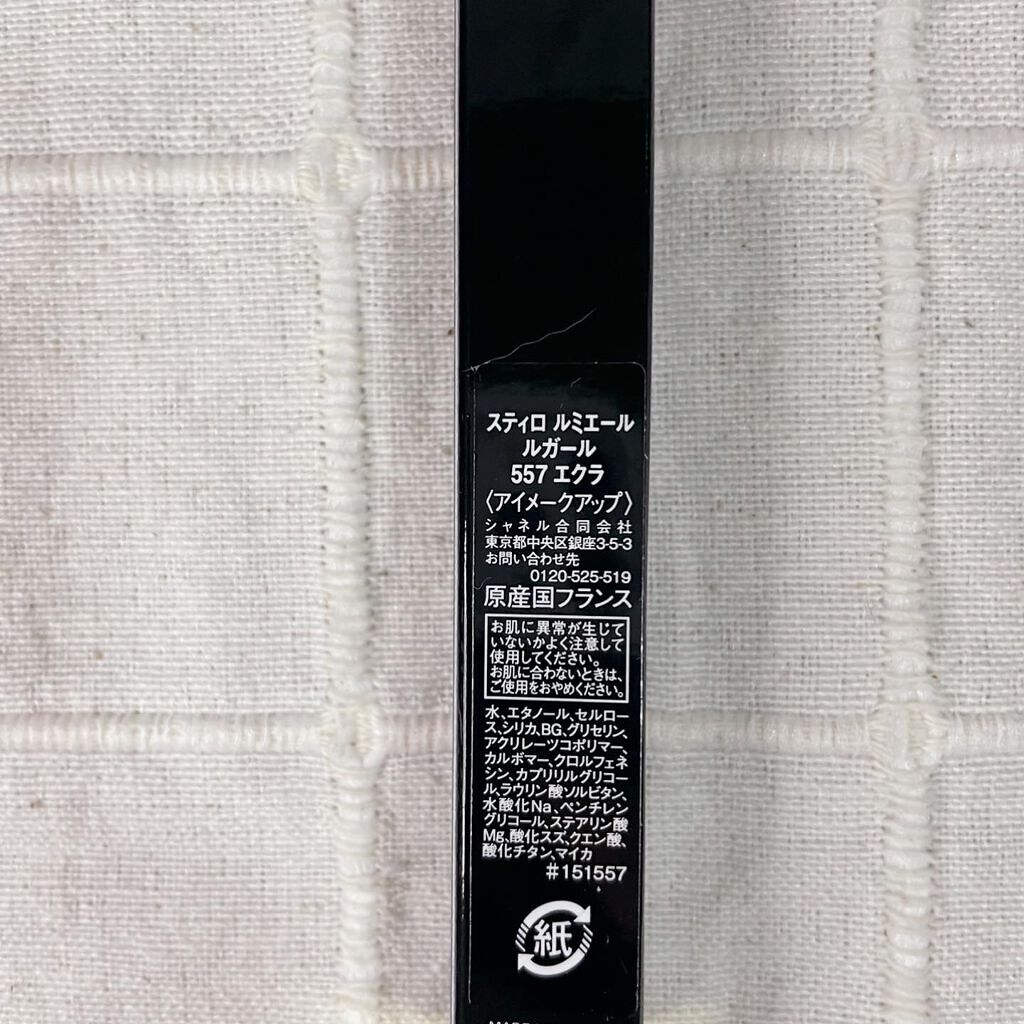 スティロ ルミエール
ルガール
557 エクラ
〈アイメークアップ〉
シャネル合同会社
東京都中央区銀座3-5-3
お問い合わせ先
0120-525-519
原産国フランス
お肌に異常が生じて
いないかよく注意して
使用してください。
お肌に合わないときは、
ご使用をおやめください。
水、エタノール、セルロー
ス、シリカ、BG、グリセリン、
アクリレーツコポリマー、
カルボマー、クロルフェネ
シン、カプリリルグリコー
ル、ラウリン酸ソルビタン、
水酸化Na、ペンチレン
グリコール、ステアリン酸
Mg、酸化スズ、クエン酸、
酸化チタン、マイカ
#151557
紙